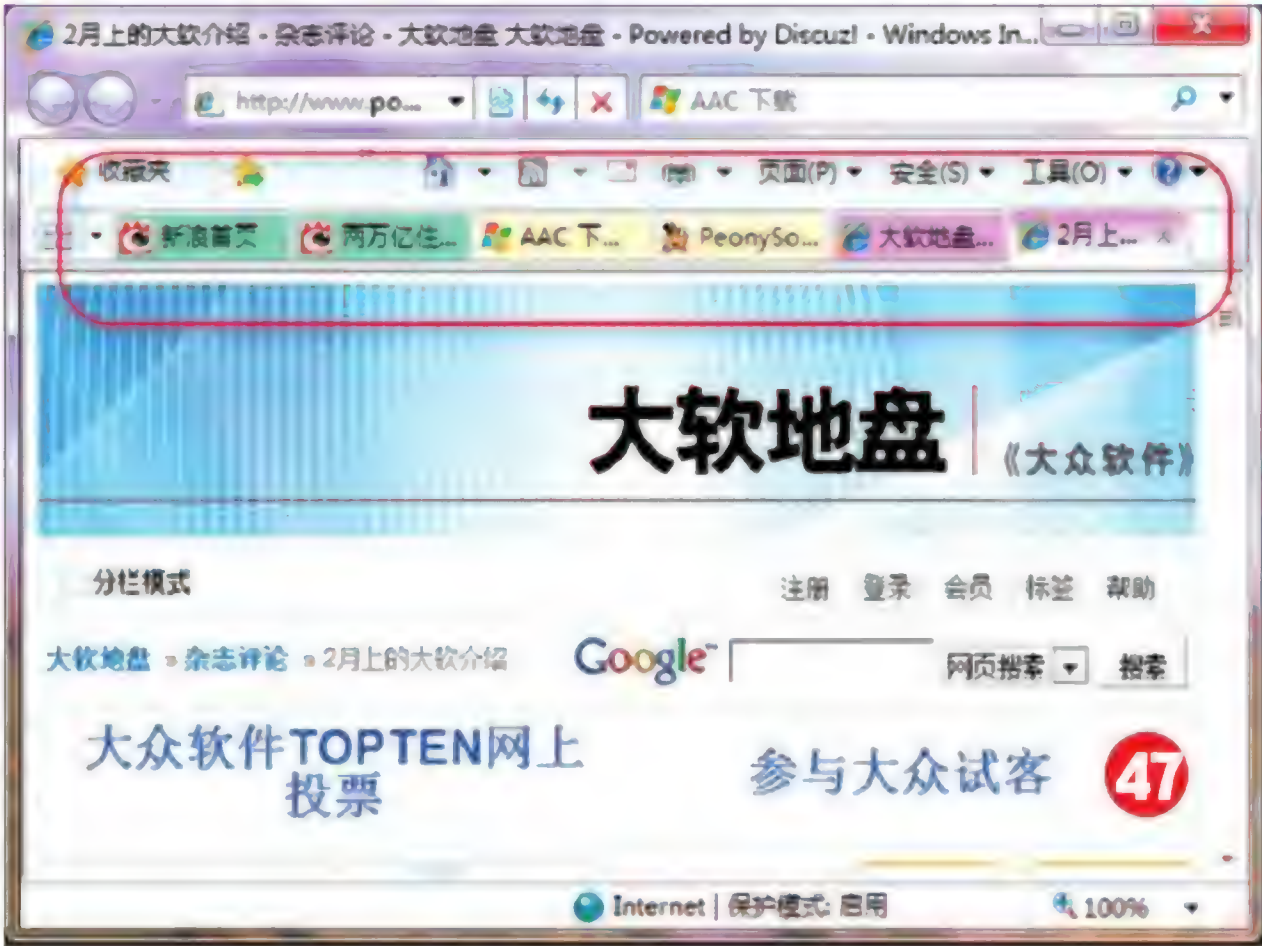 2月上的大软介绍 - 杂志评论 - 大软地盘 大软地盘 - Powered by Discuz! - Windows In...
http://www.po... AAC 下载
收藏夹 页面(P) 安全(S) 工具(O)
新浪首页 两万亿住... AAC 下... PeonySo... 大软地盘... 2月上...
大软地盘 《大众软件》
分栏模式 注册 登录 会员 标签 帮助
大软地盘 » 杂志评论 » 2月上的大软介绍 Google™ 网页搜索 搜索
大众软件TOPTEN网上 参与大众试客 47
投票
Internet | 保护模式: 启用 100%